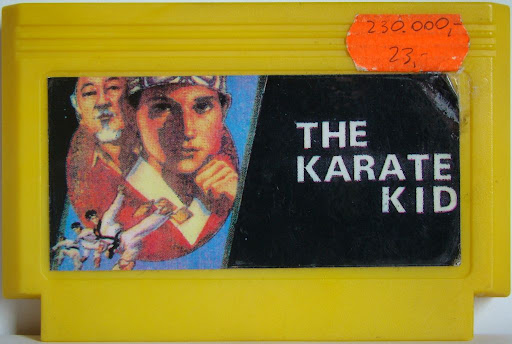 230.000,-
23,-
THE
KARATE
KID